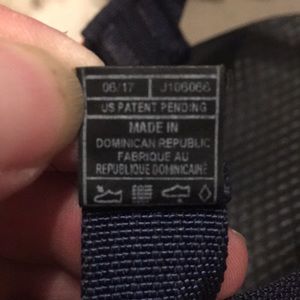 06/17 J106066
US PATENT PENDING
MADE IN
DOMINICAN REPUBLIC
FABRIQUE AU
REPUBLIQUE DOMINICAINE